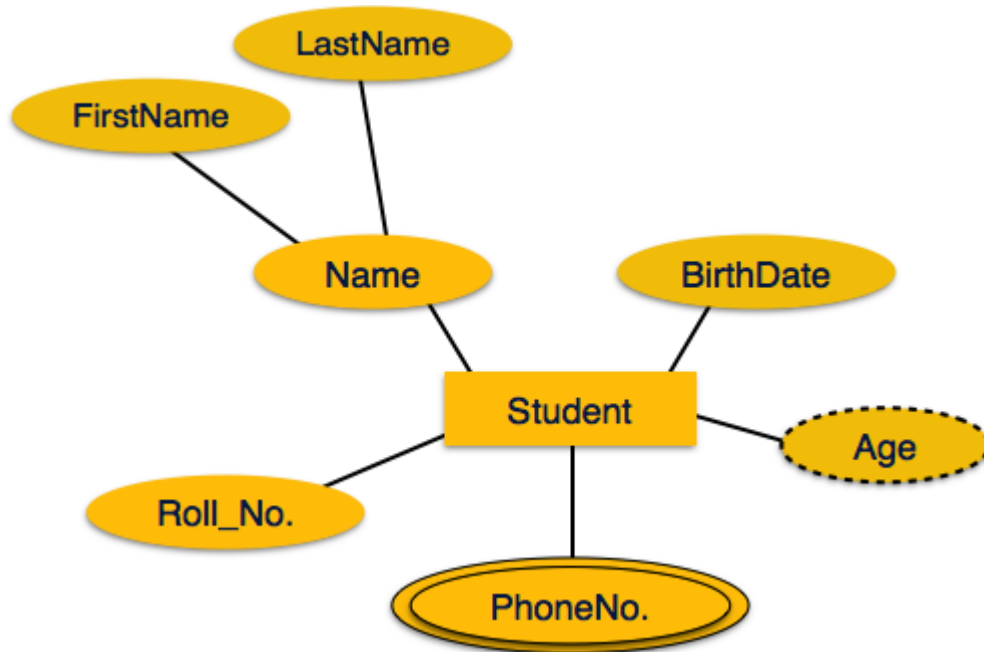 LastName
FirstName
Name
BirthDate
Student
Age
Roll_No.
PhoneNo.